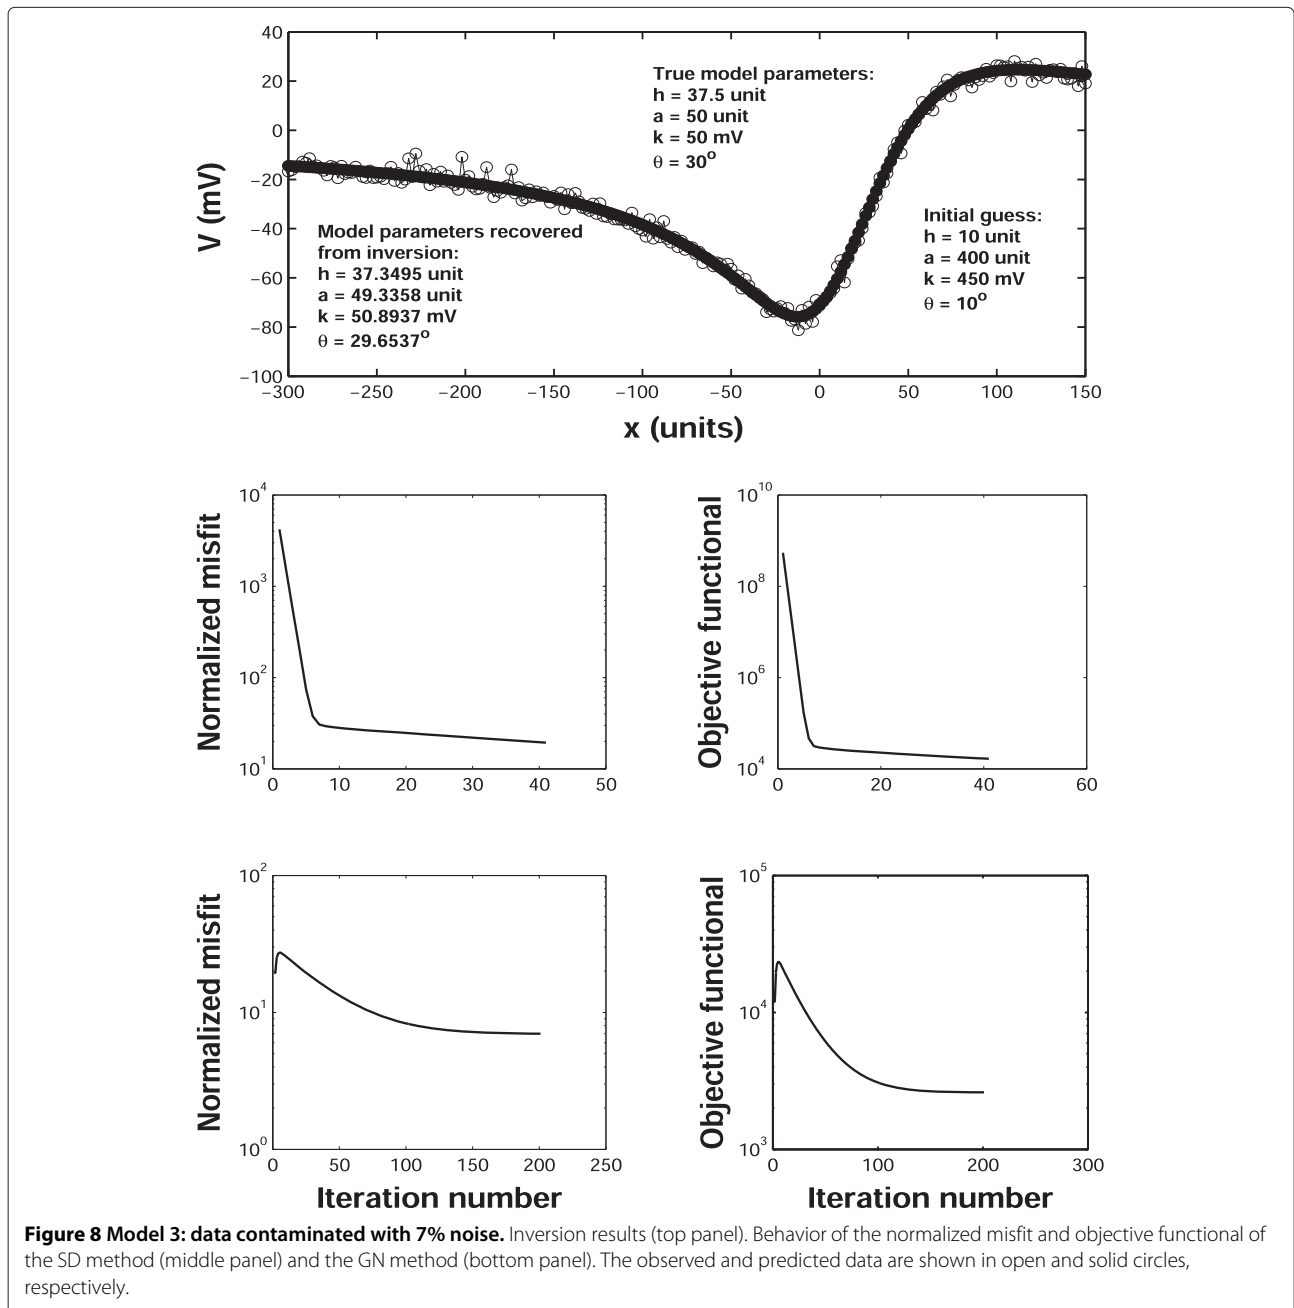 40
20
0
−20
−40
−60
−80
−100
V (mV)
True model parameters:
h = 37.5 unit
a = 50 unit
k = 50 mV
θ = 30°
Model parameters recovered
from inversion:
h = 37.3495 unit
a = 49.3358 unit
k = 50.8937 mV
θ = 29.6537°
Initial guess:
h = 10 unit
a = 400 unit
k = 450 mV
θ = 10°
−300 −250 −200 −150 −100 −50 0 50 100 150
x (units)
Normalized misfit
10⁴
10³
10²
10¹
0 10 20 30 40 50
Objective functional
10¹⁰
10⁸
10⁶
10⁴
0 20 40 60
Normalized misfit
10²
10¹
10⁰
0 50 100 150 200 250
Iteration number
Objective functional
10⁵
10⁴
10³
0 100 200 300
Iteration number
Figure 8 Model 3: data contaminated with 7% noise. Inversion results (top panel). Behavior of the normalized misfit and objective functional of
the SD method (middle panel) and the GN method (bottom panel). The observed and predicted data are shown in open and solid circles,
respectively.